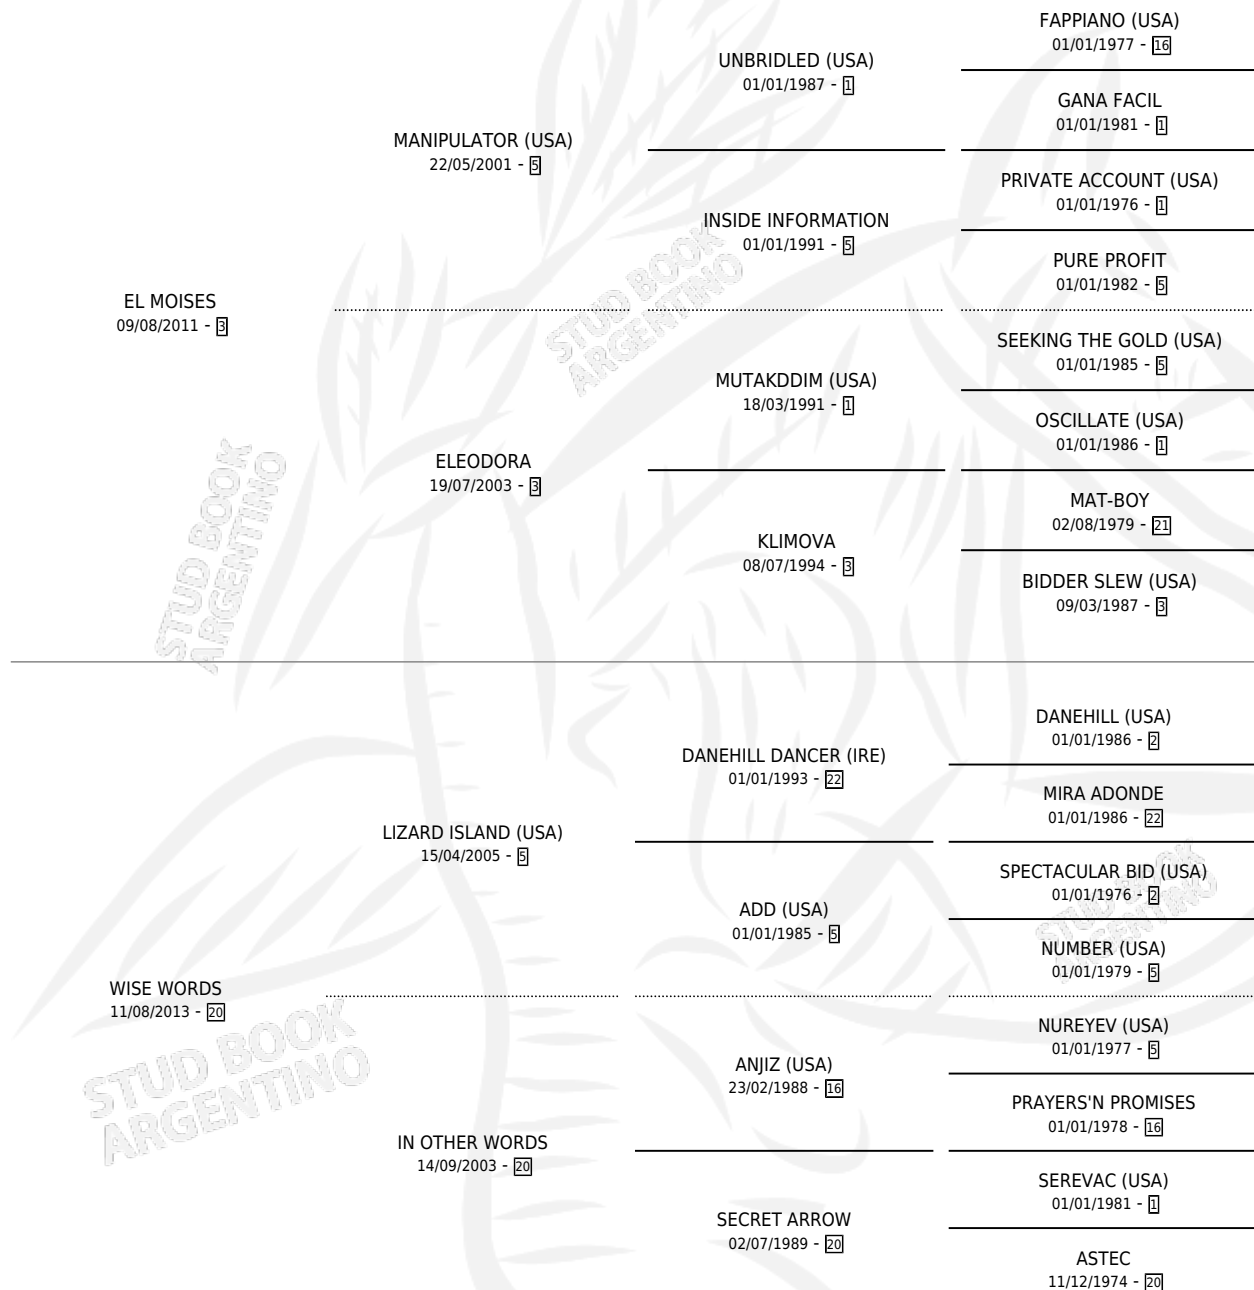 FAPPIANO (USA)
01/01/1977 - 16
UNBRIDLED (USA)
01/01/1987 - 1
GANA FACIL
01/01/1981 - 1
MANIPULATOR (USA)
22/05/2001 - 5
PRIVATE ACCOUNT (USA)
01/01/1976 - 1
INSIDE INFORMATION
01/01/1991 - 5
PURE PROFIT
01/01/1982 - 5
EL MOISES
09/08/2011 - 3
SEEKING THE GOLD (USA)
01/01/1985 - 5
MUTAKDDIM (USA)
18/03/1991 - 1
OSCILLATE (USA)
01/01/1986 - 1
ELEODORA
19/07/2003 - 3
MAT-BOY
02/08/1979 - 21
KLIMOVA
08/07/1994 - 3
BIDDER SLEW (USA)
09/03/1987 - 3
DANEHILL (USA)
01/01/1986 - 2
DANEHILL DANCER (IRE)
01/01/1993 - 22
MIRA ADONDE
01/01/1986 - 22
LIZARD ISLAND (USA)
15/04/2005 - 5
SPECTACULAR BID (USA)
01/01/1976 - 2
ADD (USA)
01/01/1985 - 5
NUMBER (USA)
01/01/1979 - 5
WISE WORDS
11/08/2013 - 20
NUREYEV (USA)
01/01/1977 - 5
ANJIZ (USA)
23/02/1988 - 16
PRAYERS'N PROMISES
01/01/1978 - 16
IN OTHER WORDS
14/09/2003 - 20
SEREVAC (USA)
01/01/1981 - 1
SECRET ARROW
02/07/1989 - 20
ASTEC
11/12/1974 - 20
STUD BOOK
ARGENTINO
STUD BOOK
ARGENTINO
STUD BOOK
ARGENTINO
STUD BOOK
ARGENTINO